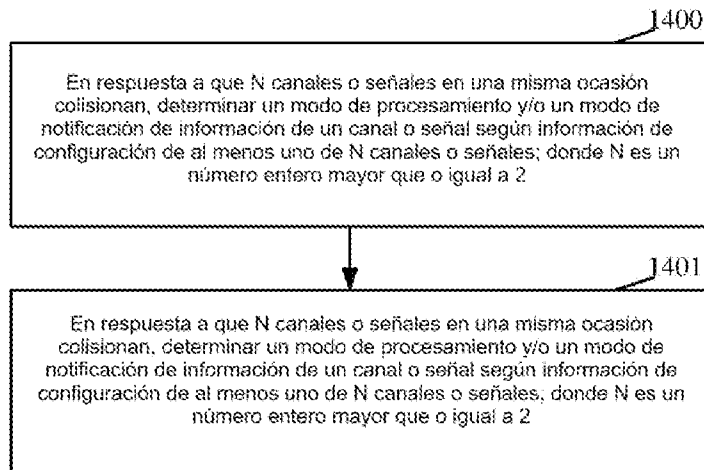 1400
En respuesta a que N canales o señales en una misma ocasión
colisionan, determinar un modo de procesamiento y/o un modo de
notificación de información de un canal o señal según información de
configuración de al menos uno de N canales o señales; donde N es un
número entero mayor que o igual a 2
1401
En respuesta a que N canales o señales en una misma ocasión
colisionan, determinar un modo de procesamiento y/o un modo de
notificación de información de un canal o señal según información de
configuración de al menos uno de N canales o señales; donde N es un
número entero mayor que o igual a 2